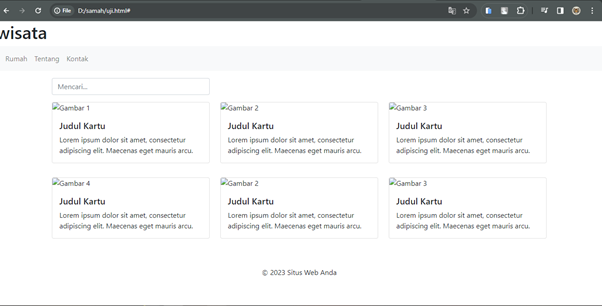 File D:/samah/uji.html#
wisata
Rumah Tentang Kontak
Mencari...
Gambar 1
Judul Kartu
Lorem ipsum dolor sit amet, consectetur
adipiscing elit. Maecenas eget mauris arcu.
Gambar 2
Judul Kartu
Lorem ipsum dolor sit amet, consectetur
adipiscing elit. Maecenas eget mauris arcu.
Gambar 3
Judul Kartu
Lorem ipsum dolor sit amet, consectetur
adipiscing elit. Maecenas eget mauris arcu.
Gambar 4
Judul Kartu
Lorem ipsum dolor sit amet, consectetur
adipiscing elit. Maecenas eget mauris arcu.
Gambar 2
Judul Kartu
Lorem ipsum dolor sit amet, consectetur
adipiscing elit. Maecenas eget mauris arcu.
Gambar 3
Judul Kartu
Lorem ipsum dolor sit amet, consectetur
adipiscing elit. Maecenas eget mauris arcu.
© 2023 Situs Web Anda